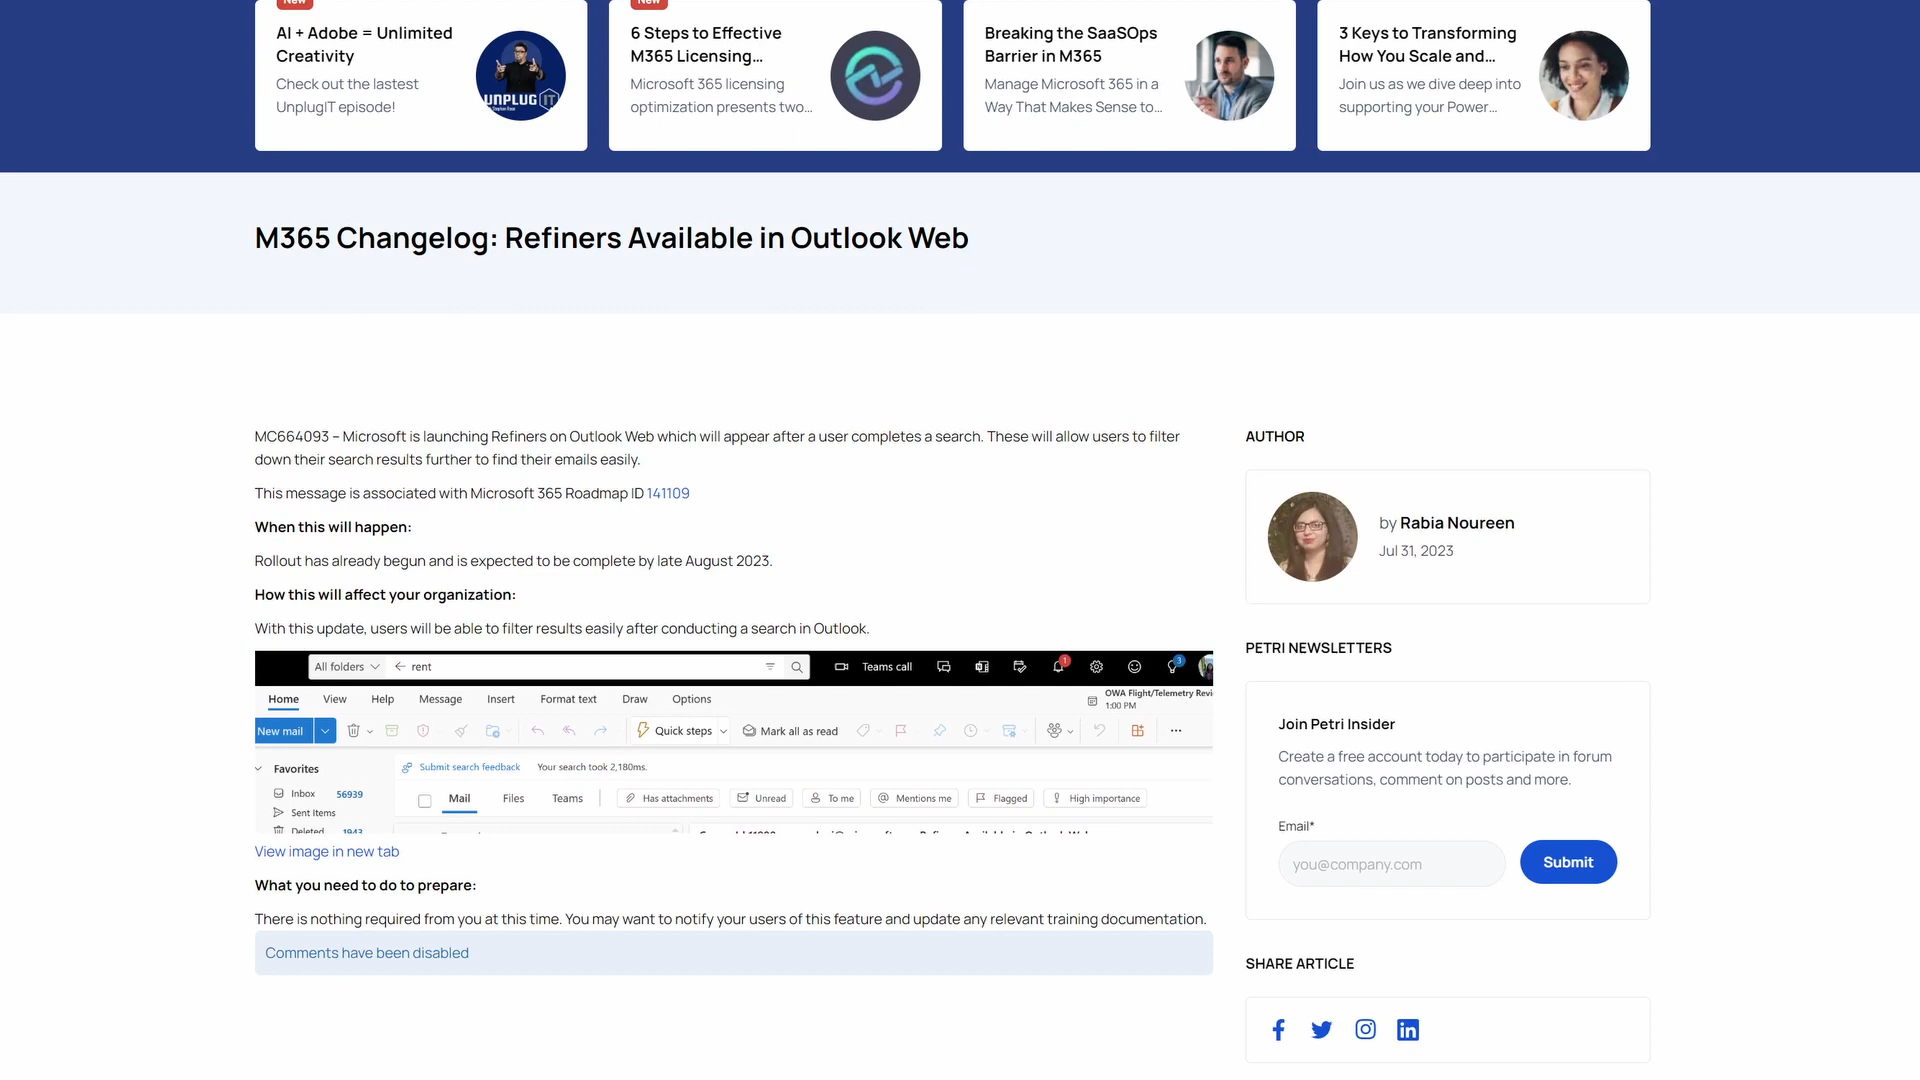 New
AI + Adobe = Unlimited
Creativity
Check out the lastest
UnplugIT episode!
UNPLUG IT
New
6 Steps to Effective
M365 Licensing...
Microsoft 365 licensing
optimization presents two...
Breaking the SaaSOps
Barrier in M365
Manage Microsoft 365 in a
Way That Makes Sense to...
3 Keys to Transforming
How You Scale and...
Join us as we dive deep into
supporting your Power...
M365 Changelog: Refiners Available in Outlook Web
MC664093 – Microsoft is launching Refiners on Outlook Web which will appear after a user completes a search. These will allow users to filter
down their search results further to find their emails easily.
This message is associated with Microsoft 365 Roadmap ID 141109
When this will happen:
Rollout has already begun and is expected to be complete by late August 2023.
How this will affect your organization:
With this update, users will be able to filter results easily after conducting a search in Outlook.
All folders rent Teams call 1 3
Home View Help Message Insert Format text Draw Options
OWA Flight/Telemetry Revi
1:00 PM
New mail Quick steps Mark all as read
Favorites
Submit search feedback Your search took 2,180ms.
Inbox 56939
Mail Files Teams Has attachments Unread To me Mentions me Flagged High importance
Sent Items
Deleted 1943
View image in new tab
What you need to do to prepare:
There is nothing required from you at this time. You may want to notify your users of this feature and update any relevant training documentation.
Comments have been disabled
AUTHOR
by Rabia Noureen
Jul 31, 2023
PETRI NEWSLETTERS
Join Petri Insider
Create a free account today to participate in forum
conversations, comment on posts and more.
Email*
you@company.com
Submit
SHARE ARTICLE